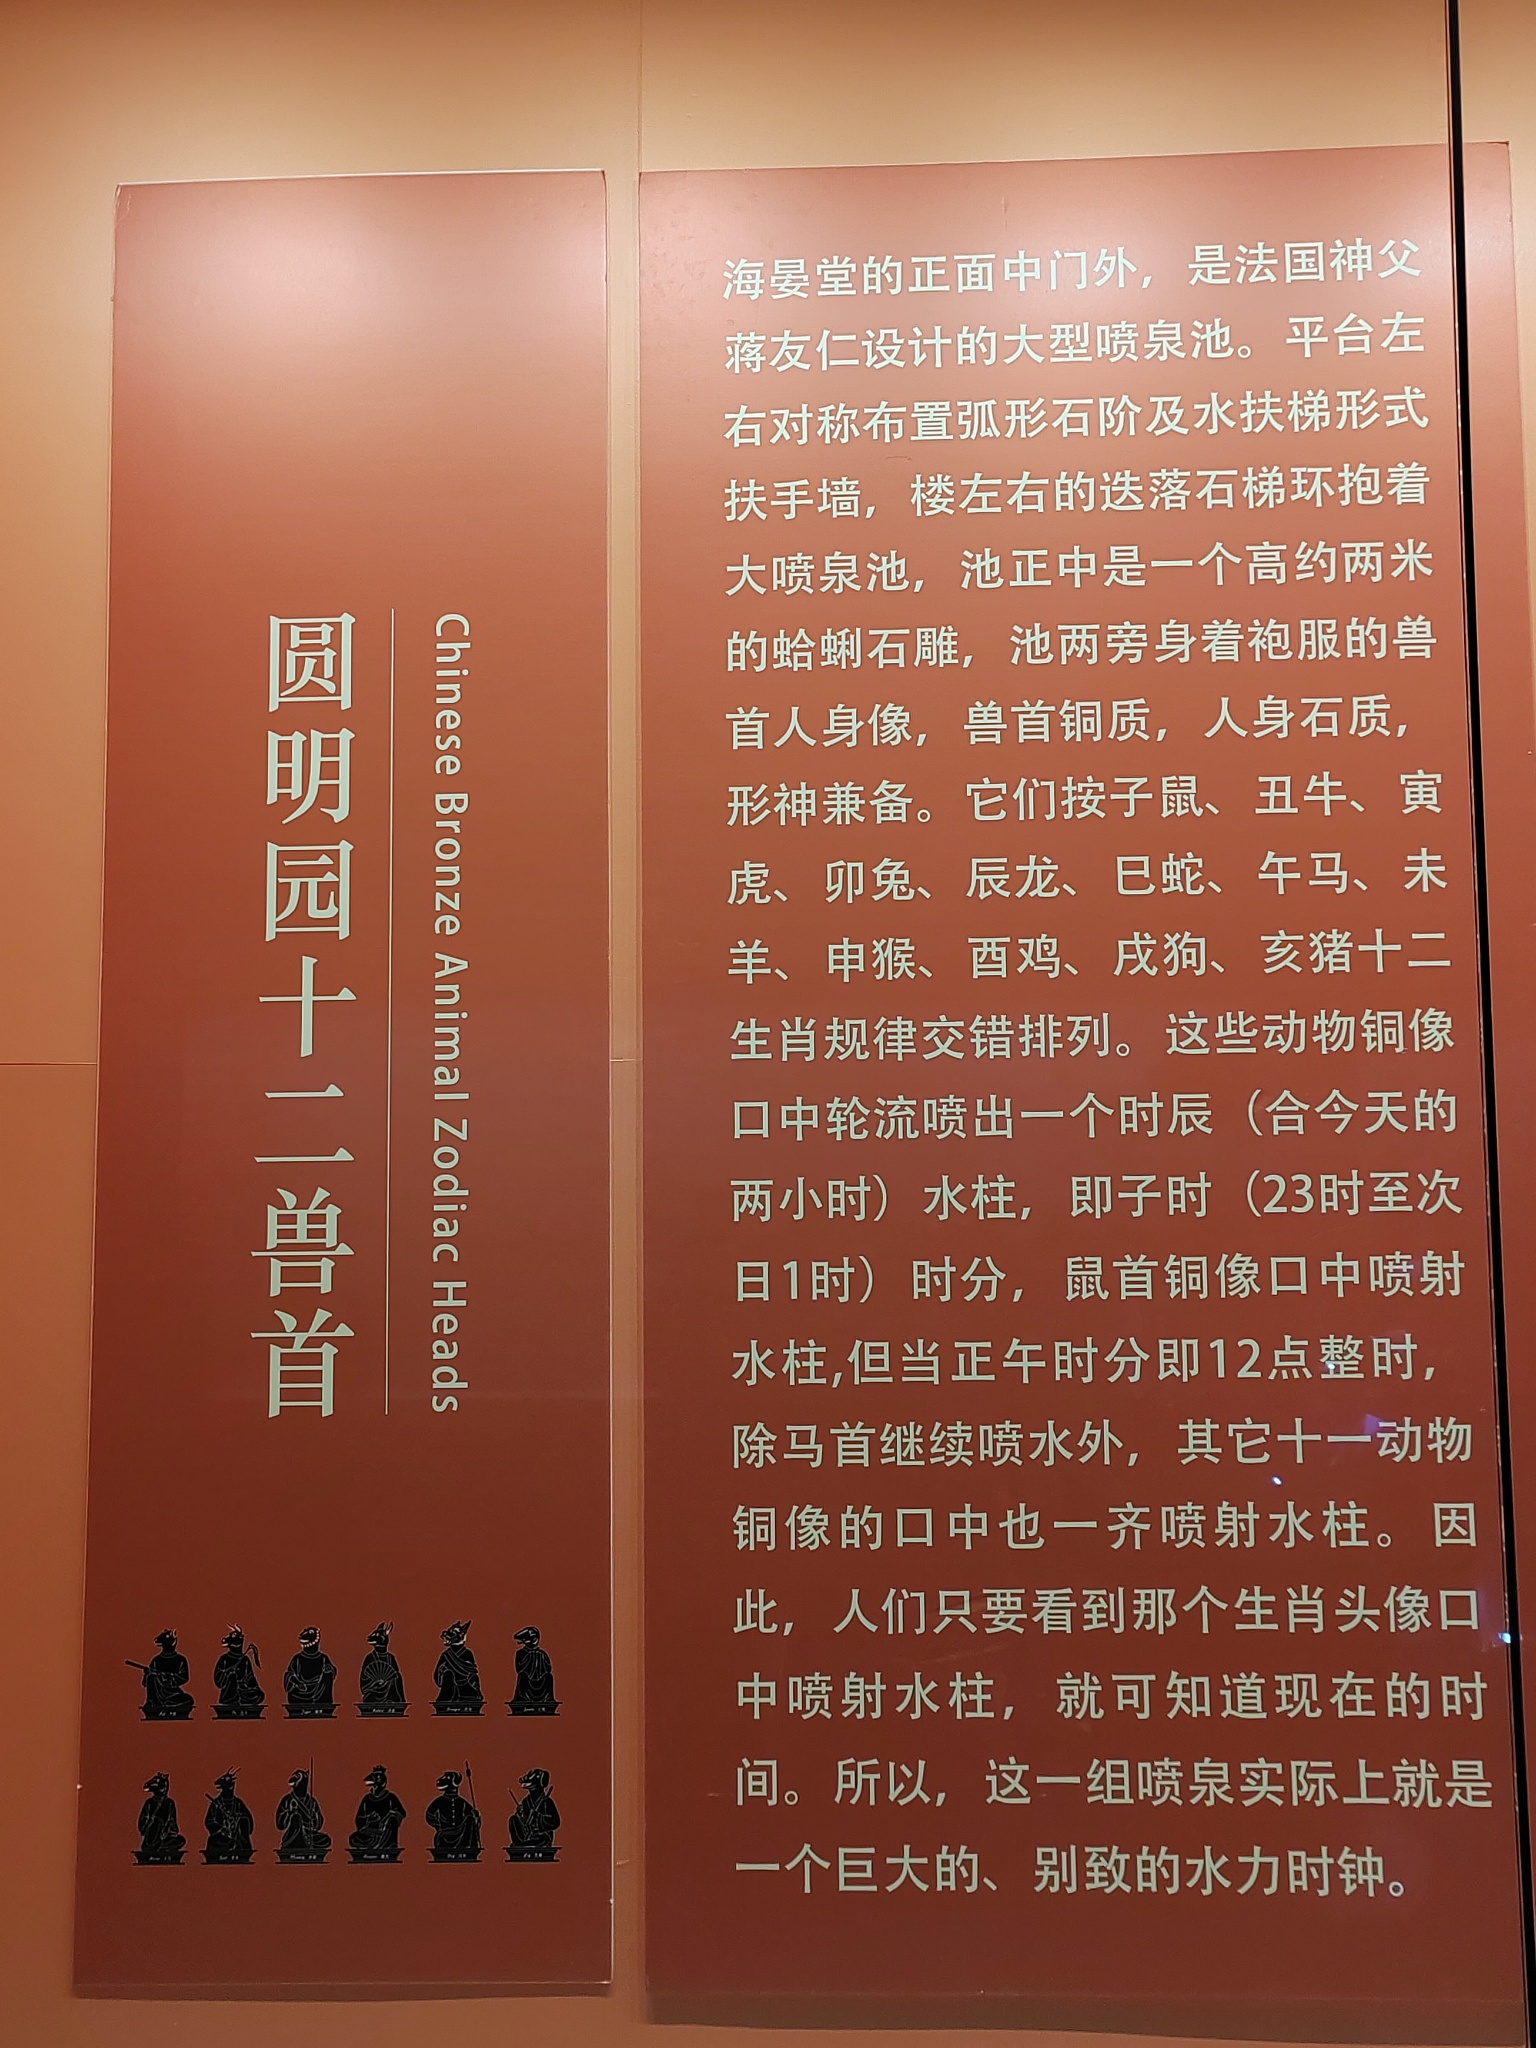 圆明园十二兽首
Chinese Bronze Animal Zodiac Heads
海晏堂的正面中门外，是法国神父
蒋友仁设计的大型喷泉池。平台左
右对称布置弧形石阶及水扶梯形式
扶手墙，楼左右的迭落石梯环抱着
大喷泉池，池正中是一个高约两米
的蛤蜊石雕，池两旁身着袍服的兽
首人身像，兽首铜质，人身石质，
形神兼备。它们按子鼠、丑牛、寅
虎、卯兔、辰龙、巳蛇、午马、未
羊、申猴、酉鸡、戌狗、亥猪十二
生肖规律交错排列。这些动物铜像
口中轮流喷出一个时辰（合今天的
两小时）水柱，即子时（23时至次
日1时）时分，鼠首铜像口中喷射
水柱,但当正午时分即12点整时，
除马首继续喷水外，其它十一动物
铜像的口中也一齐喷射水柱。因
此，人们只要看到那个生肖头像口
中喷射水柱，就可知道现在的时
间。所以，这一组喷泉实际上就是
一个巨大的、别致的水力时钟。